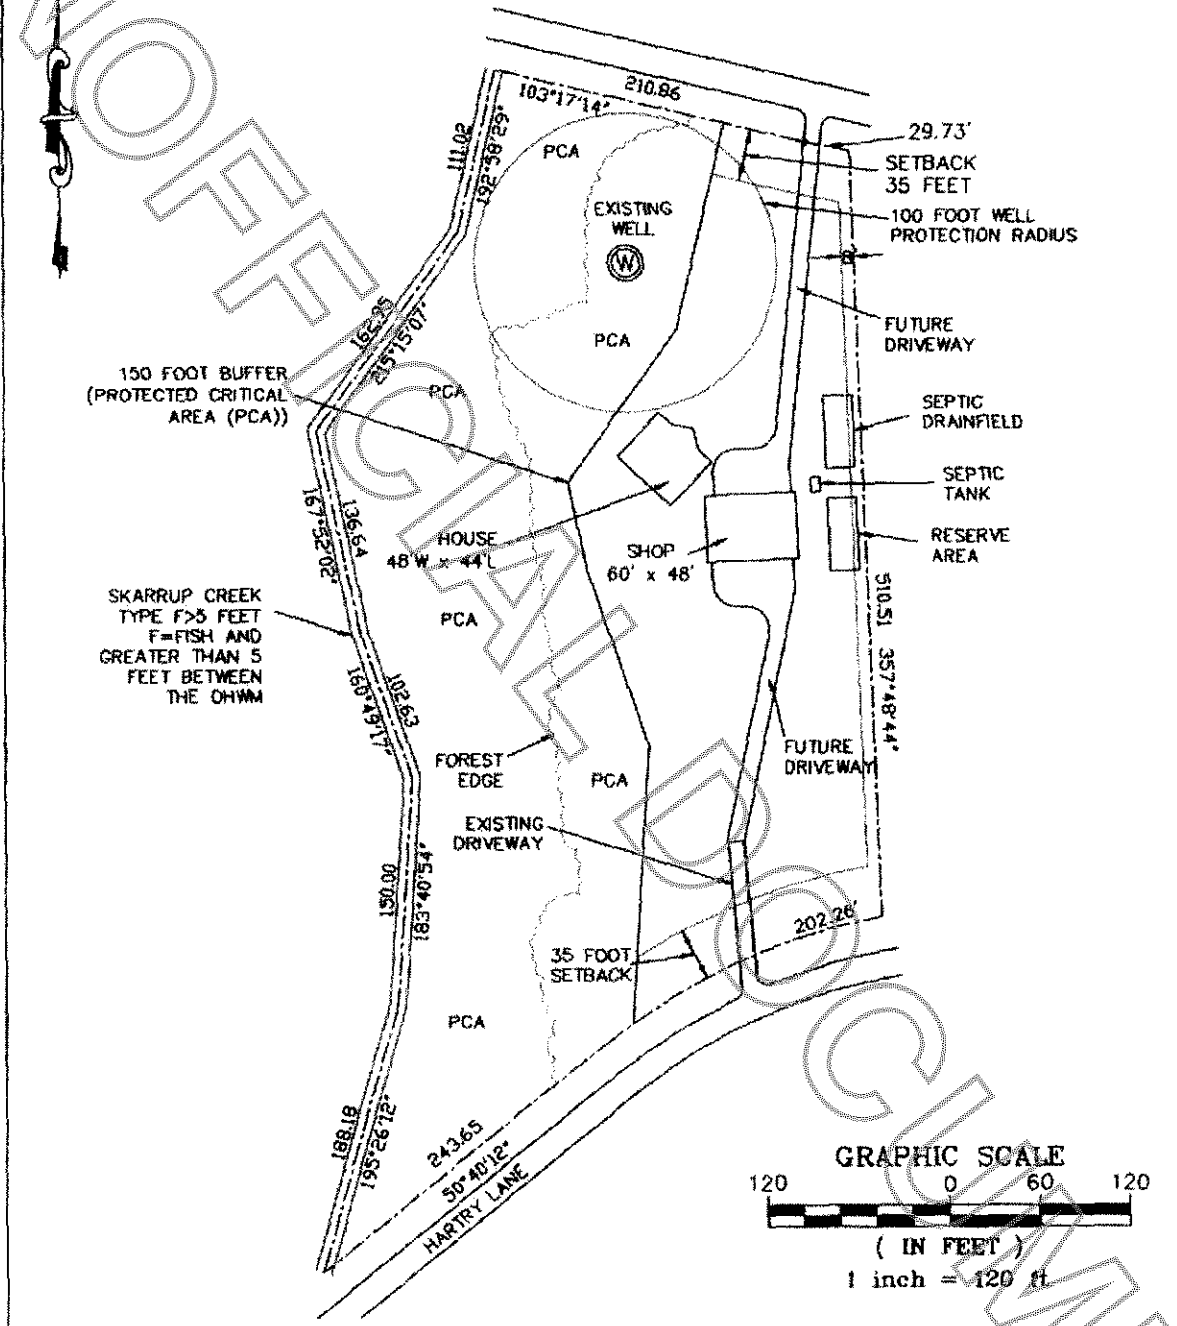 210.86
103°17'14"
29.73'
SETBACK
35 FEET
111.02
192°58'29"
PCA
EXISTING
WELL
W
100 FOOT WELL
PROTECTION RADIUS
162.95
215°15'07"
PCA
FUTURE
DRIVEWAY
150 FOOT BUFFER
(PROTECTED CRITICAL
AREA (PCA))
PCA
SEPTIC
DRAINFIELD
SEPTIC
TANK
136.64
167°52'02"
HOUSE
48'W x 44'L
SHOP
60' x 48'
RESERVE
AREA
SKARRUP CREEK
TYPE F>5 FEET
F=FISH AND
GREATER THAN 5
FEET BETWEEN
THE OHWM
PCA
510.51 357°48'44"
102.63
160°49'17"
FOREST
EDGE
PCA
FUTURE
DRIVEWAY
EXISTING
DRIVEWAY
150.00
183°40'54"
202.26'
35 FOOT
SETBACK
PCA
188.18
195°26'12"
243.65
50°40'12"
HARTRY LANE
GRAPHIC SCALE
120 0 60 120
( IN FEET )
1 inch = 120 ft.
UNOFFICIAL DOCUM